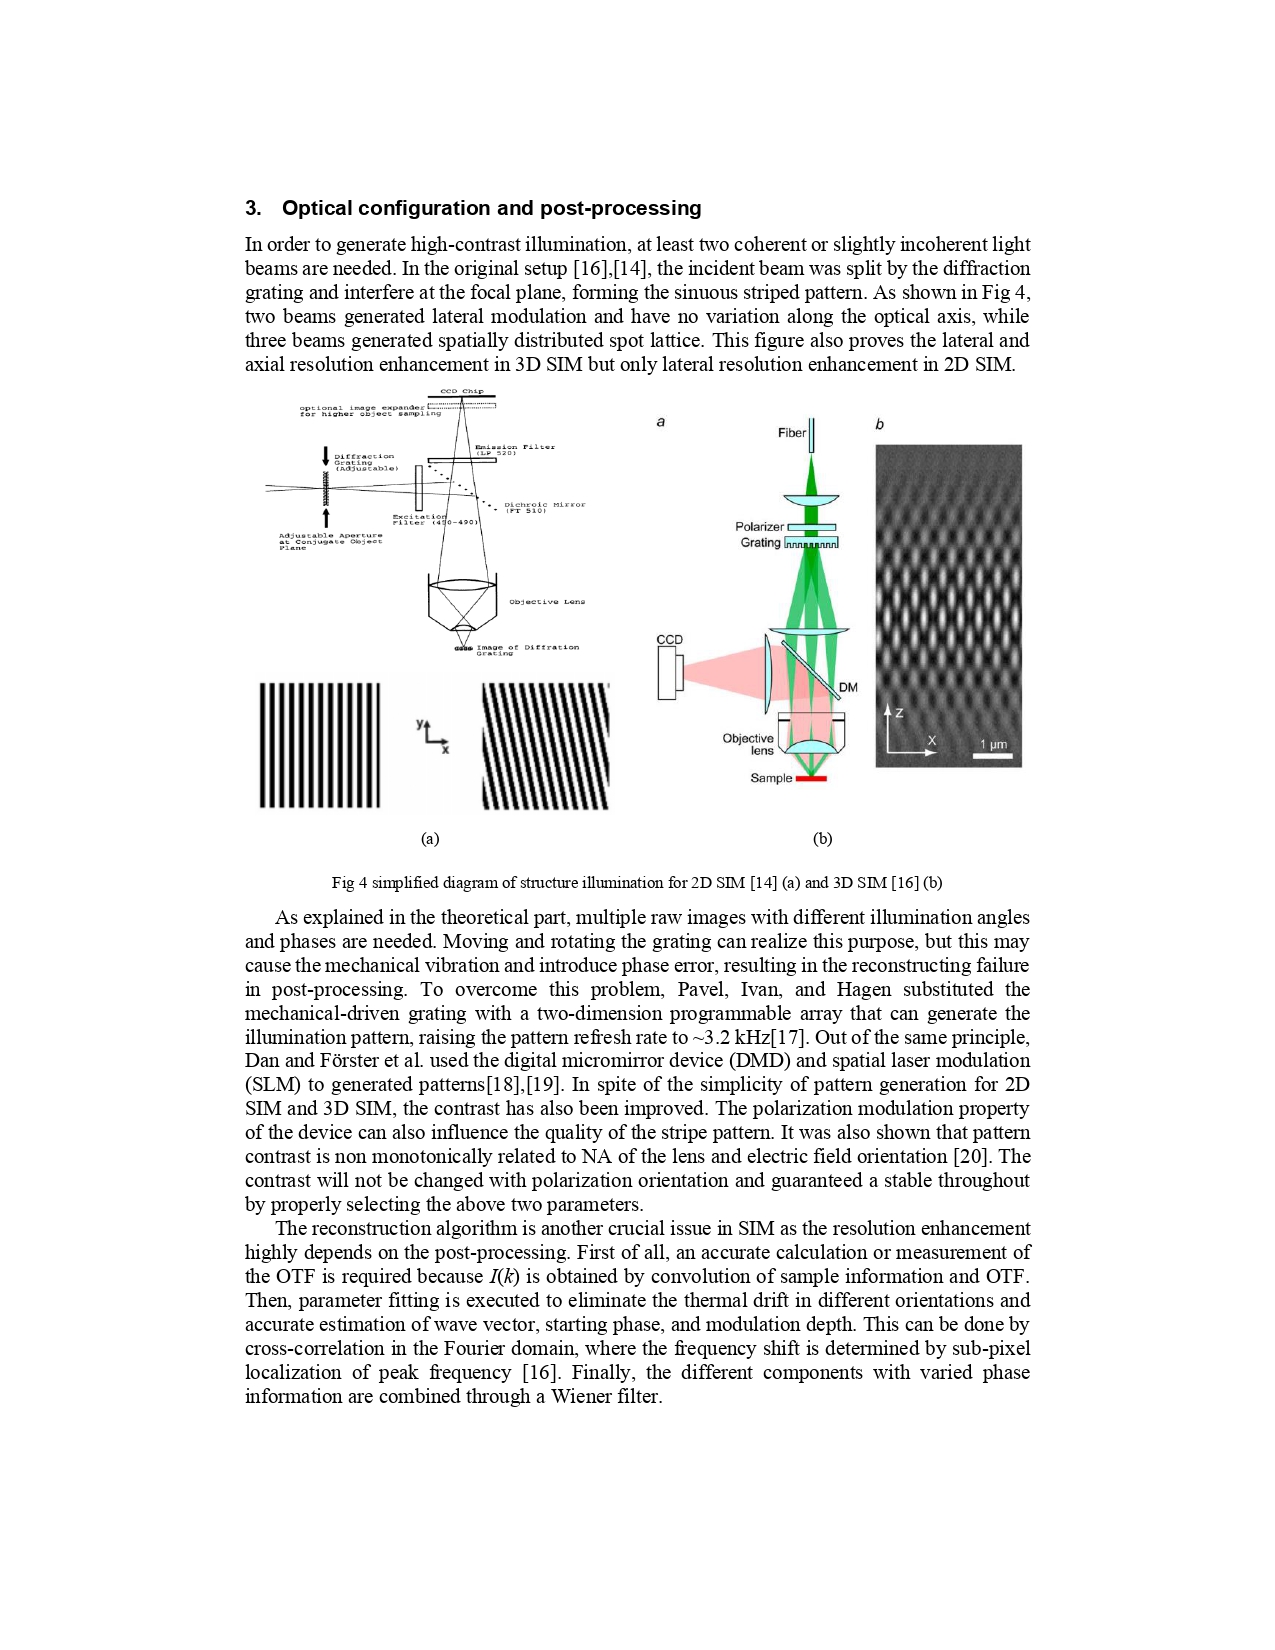 3. Optical configuration and post-processing
In order to generate high-contrast illumination, at least two coherent or slightly incoherent light
beams are needed. In the original setup [16],[14], the incident beam was split by the diffraction
grating and interfere at the focal plane, forming the sinuous striped pattern. As shown in Fig 4,
two beams generated lateral modulation and have no variation along the optical axis, while
three beams generated spatially distributed spot lattice. This figure also proves the lateral and
axial resolution enhancement in 3D SIM but only lateral resolution enhancement in 2D SIM.
CCD Chip
optional image expander
for higher object sampling
Emission Filter
(LP 520)
Diffraction
Grating
(Adjustable)
Dichroic Mirror
(FT 510)
Excitation
Filter (450-490)
Adjustable Aperture
at Conjugate Object
Plane
Objective Lens
Image of Diffration
Grating
y
x
a
Fiber
Polarizer
Grating
CCD
DM
Objective
lens
Sample
b
Z
X
1 µm
(a)
(b)
Fig 4 simplified diagram of structure illumination for 2D SIM [14] (a) and 3D SIM [16] (b)
As explained in the theoretical part, multiple raw images with different illumination angles
and phases are needed. Moving and rotating the grating can realize this purpose, but this may
cause the mechanical vibration and introduce phase error, resulting in the reconstructing failure
in post-processing. To overcome this problem, Pavel, Ivan, and Hagen substituted the
mechanical-driven grating with a two-dimension programmable array that can generate the
illumination pattern, raising the pattern refresh rate to ~3.2 kHz[17]. Out of the same principle,
Dan and Förster et al. used the digital micromirror device (DMD) and spatial laser modulation
(SLM) to generated patterns[18],[19]. In spite of the simplicity of pattern generation for 2D
SIM and 3D SIM, the contrast has also been improved. The polarization modulation property
of the device can also influence the quality of the stripe pattern. It was also shown that pattern
contrast is non monotonically related to NA of the lens and electric field orientation [20]. The
contrast will not be changed with polarization orientation and guaranteed a stable throughout
by properly selecting the above two parameters.
The reconstruction algorithm is another crucial issue in SIM as the resolution enhancement
highly depends on the post-processing. First of all, an accurate calculation or measurement of
the OTF is required because I(k) is obtained by convolution of sample information and OTF.
Then, parameter fitting is executed to eliminate the thermal drift in different orientations and
accurate estimation of wave vector, starting phase, and modulation depth. This can be done by
cross-correlation in the Fourier domain, where the frequency shift is determined by sub-pixel
localization of peak frequency [16]. Finally, the different components with varied phase
information are combined through a Wiener filter.